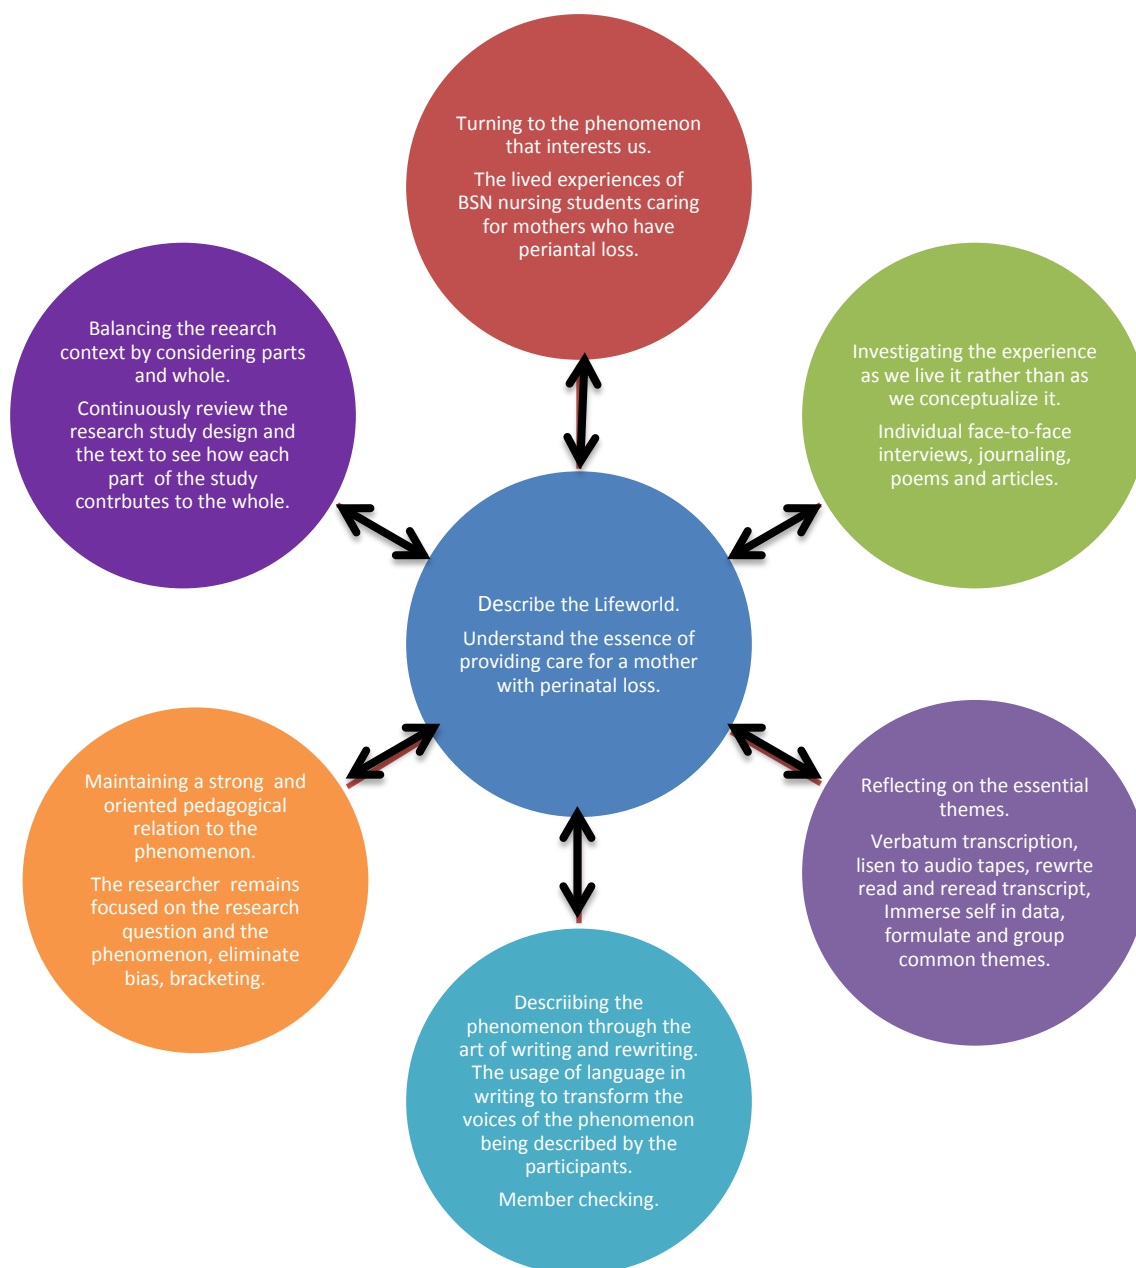 Turning to the phenomenon
that interests us.
The lived experiences of
BSN nursing students caring
for mothers who have
periantal loss.
Investigating the experience
as we live it rather than as
we conceptualize it.
Individual face-to-face
interviews, journaling,
poems and articles.
Reflecting on the essential
themes.
Verbatum transcription,
lisen to audio tapes, rewrte
read and reread transcript,
Immerse self in data,
formulate and group
common themes.
Descriibing the
phenomenon through the
art of writing and rewriting.
The usage of language in
writing to transform the
voices of the phenomenon
being described by the
participants.
Member checking.
Maintaining a strong and
oriented pedagogical
relation to the
phenomenon.
The researcher remains
focused on the research
question and the
phenomenon, eliminate
bias, bracketing.
Balancing the reearch
context by considering parts
and whole.
Continuously review the
research study design and
the text to see how each
part of the study
contrbutes to the whole.
Describe the Lifeworld.
Understand the essence of
providing care for a mother
with perinatal loss.